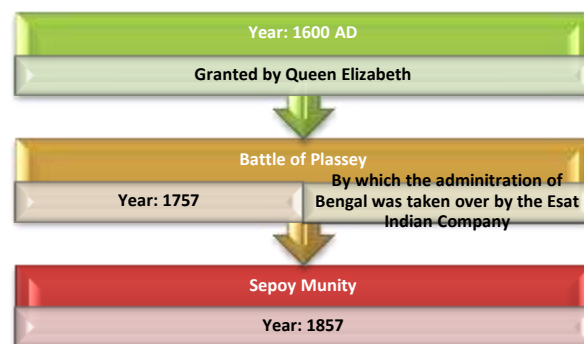 Year: 1600 AD
Granted by Queen Elizabeth
Battle of Plassey
Year: 1757
By which the adminitration of
Bengal was taken over by the Esat
Indian Company
Sepoy Munity
Year: 1857